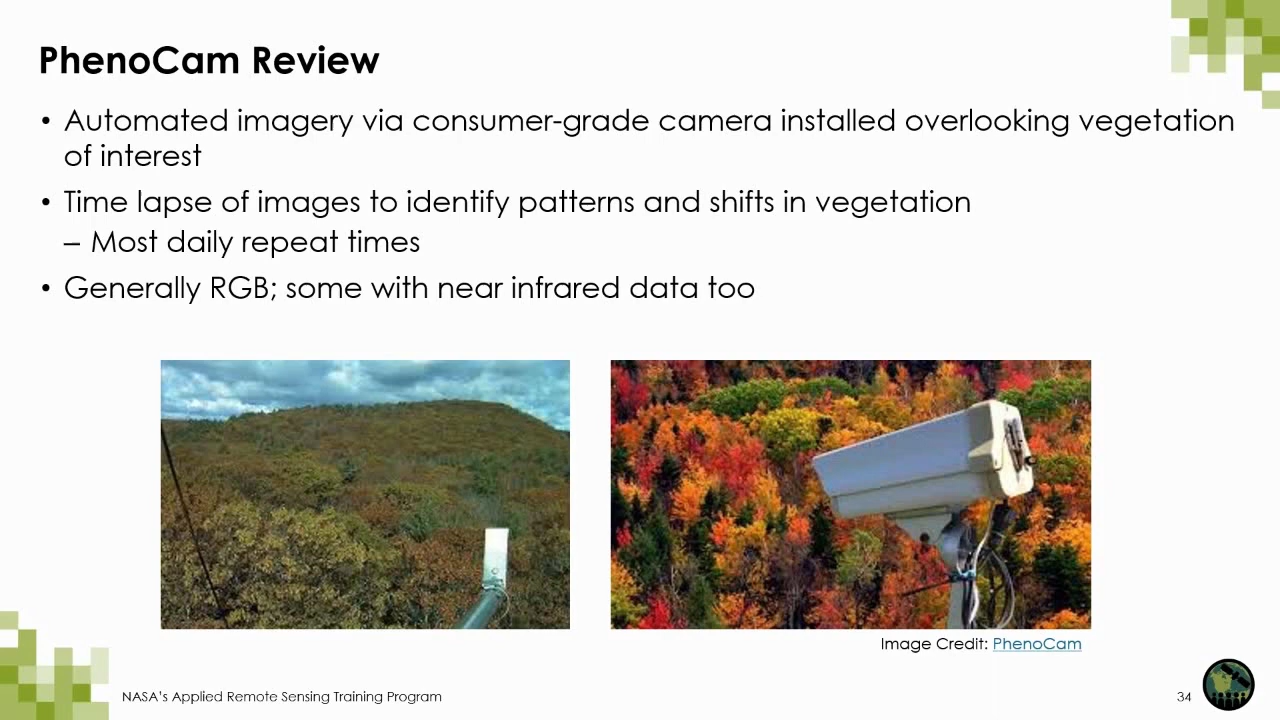 PhenoCam Review
• Automated imagery via consumer-grade camera installed overlooking vegetation
of interest
• Time lapse of images to identify patterns and shifts in vegetation
– Most daily repeat times
• Generally RGB; some with near infrared data too
Image Credit: PhenoCam
NASA's Applied Remote Sensing Training Program
34